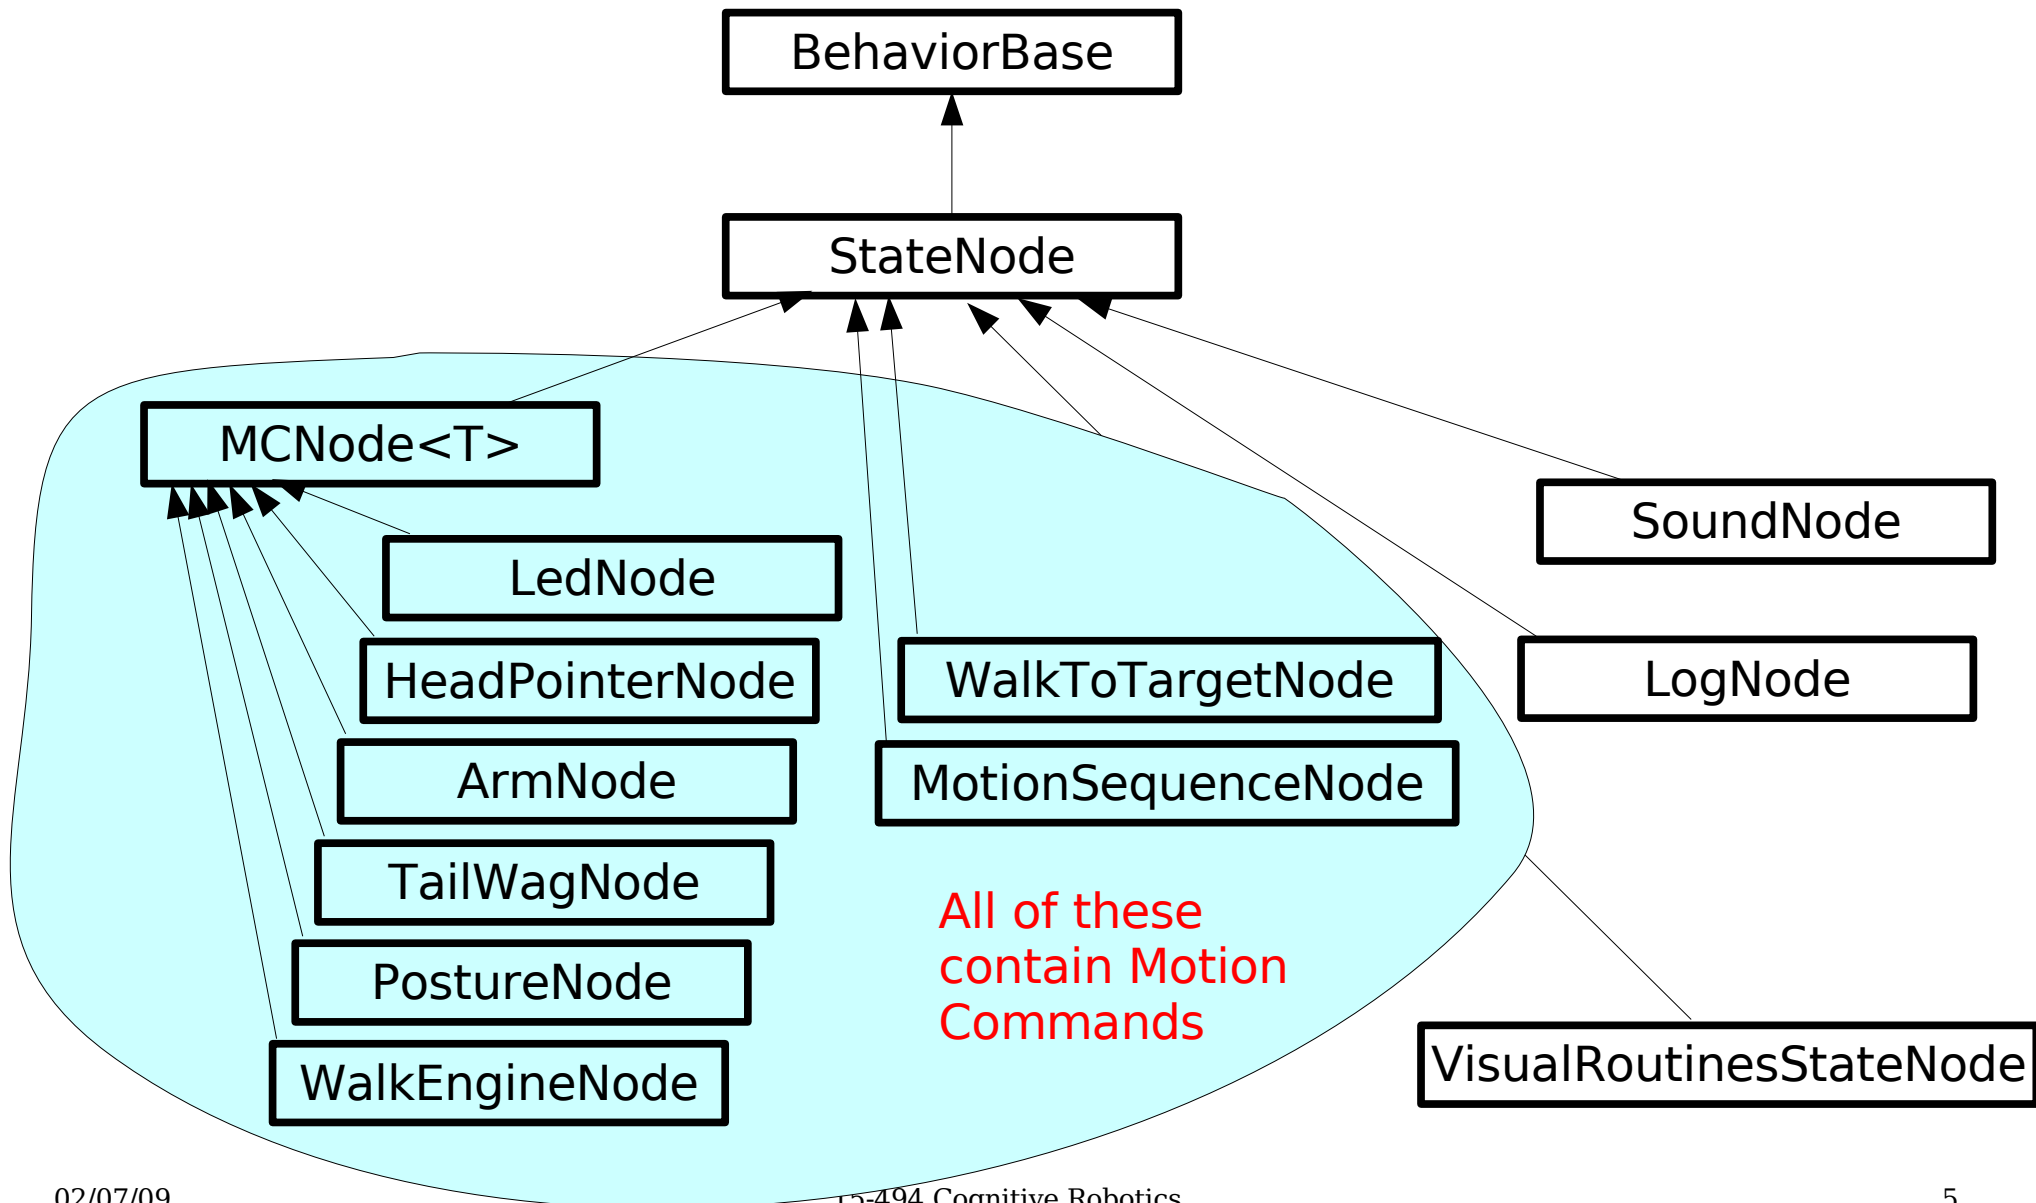 BehaviorBase
StateNode
MCNode<T>
SoundNode
LedNode
HeadPointerNode
WalkToTargetNode
LogNode
ArmNode
MotionSequenceNode
TailWagNode
All of these
contain Motion
Commands
PostureNode
WalkEngineNode
VisualRoutinesStateNode
02/07/09
15-494 Cognitive Robotics
5